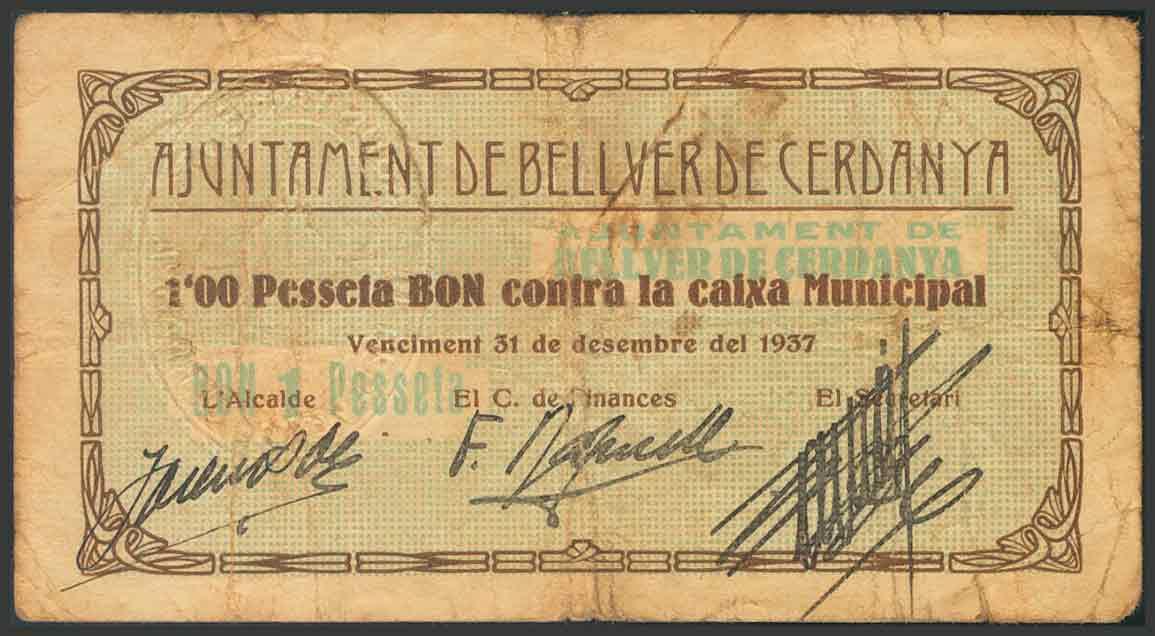 AJUNTAMENT DE BELLVER DE CERDANYA
AJUNTAMENT DE
BELLVER DE CERDANYA
1'00 Pesseta BON contra la caixa Municipal
Venciment 31 de desembre del 1937
BON 1 Pesseta
L'Alcalde El C. de Finances El Secretari
F.